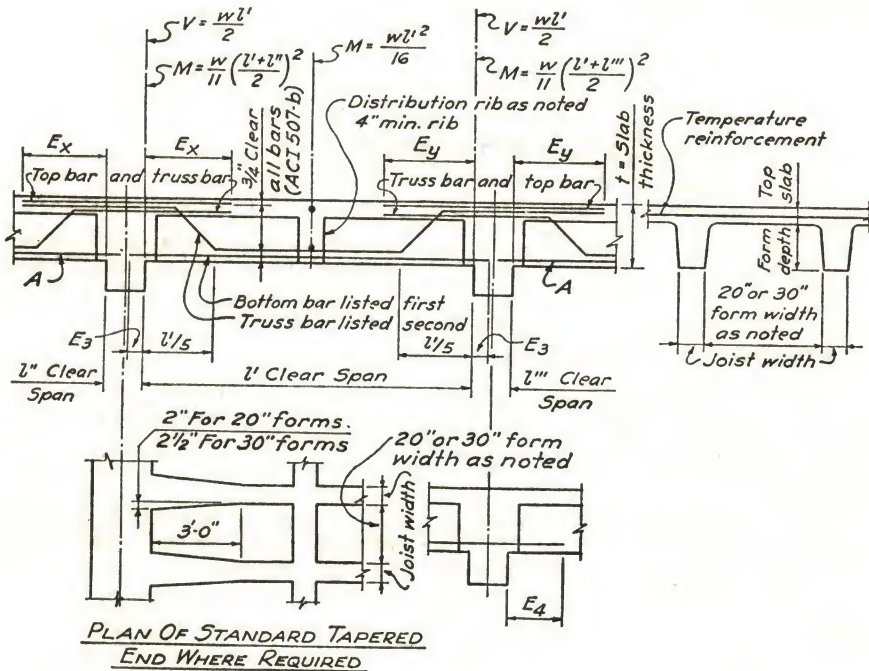 V = wl'/2
M = w/11 (l'+l"/2)²
M = wl'²/16
V = wl'/2
M = w/11 (l'+l'''/2)²
Distribution rib as noted
4" min. rib
Temperature
reinforcement
Ex
Ex
3/4" Clear
all bars
(ACI 507-b)
Ey
Ey
t = Slab
thickness
Top
slab
Top bar and truss bar
Truss bar and top bar
Form
depth
A
A
Bottom bar listed first
Truss bar listed second
20" or 30"
form width
as noted
Joist width
E3
l'/5
l'/5
E3
l" Clear
Span
l' Clear Span
l''' Clear
Span
2" For 20" forms.
2 1/2" For 30" forms
20" or 30" form
width as noted
3'-0"
Joist width
E4
PLAN OF STANDARD TAPERED
END WHERE REQUIRED